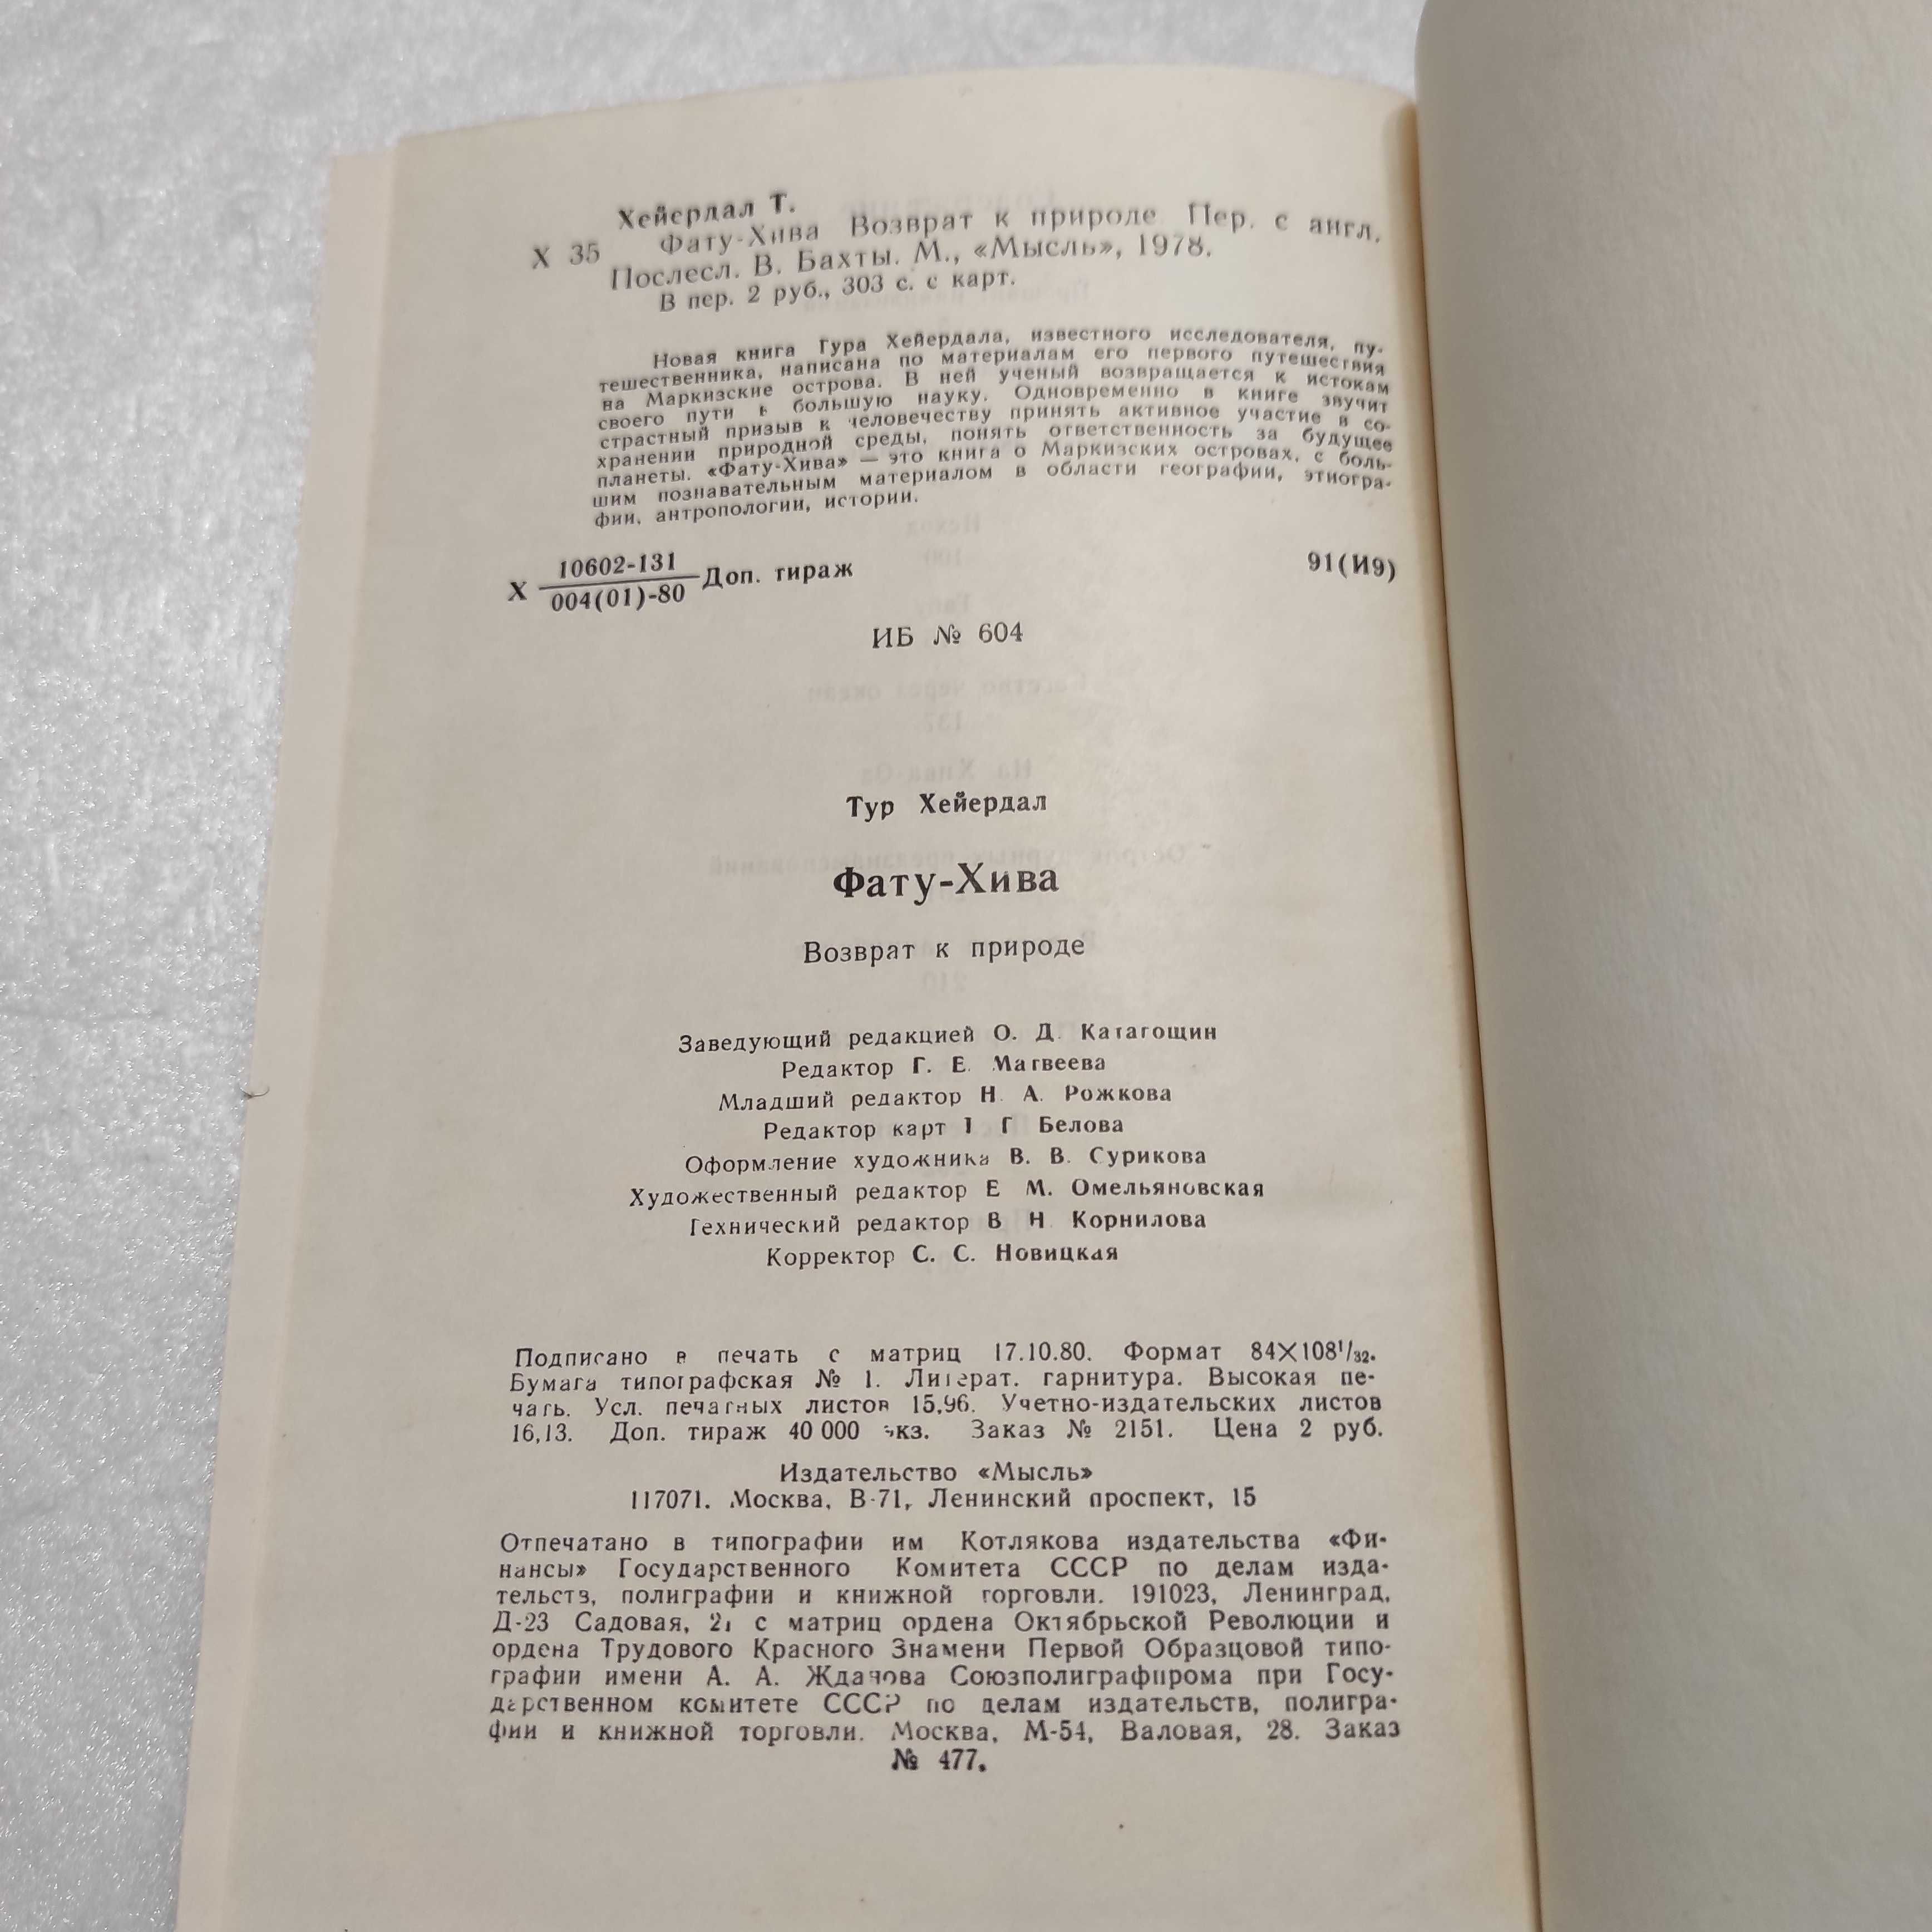 Хейердал Т.
Х 35 Фату-Хива Возврат к природе Пер. с англ.
Послесл. В. Бахты. М., «Мысль», 1978.
В пер. 2 руб., 303 с. с карт.
Новая книга Тура Хейердала, известного исследователя, пу-
тешественника, написана по материалам его первого путешествия
на Маркизские острова. В ней ученый возвращается к истокам
своего пути в большую науку. Одновременно в книге звучит
страстный призыв к человечеству принять активное участие в со-
хранении природной среды, понять ответственность за будущее
планеты. «Фату-Хива» — это книга о Маркизских островах, с боль-
шим познавательным материалом в области географии, этногра-
фии, антропологии, истории.
Х 10602-131
004(01)-80 Доп. тираж 91(И9)
ИБ № 604
Тур Хейердал
Фату-Хива
Возврат к природе
Заведующий редакцией О. Д. Катагощин
Редактор Г. Е. Матвеева
Младший редактор Н. А. Рожкова
Редактор карт Г Белова
Оформление художника В. В. Сурикова
Художественный редактор Е М. Омельяновская
Технический редактор В Н. Корнилова
Корректор С. С. Новицкая
Подписано в печать с матриц 17.10.80. Формат 84×108¹/₃₂.
Бумага типографская № 1. Литерат. гарнитура. Высокая пе-
чать. Усл. печатных листов 15,96. Учетно-издательских листов
16,13. Доп. тираж 40 000 экз. Заказ № 2151. Цена 2 руб.
Издательство «Мысль»
117071. Москва, В-71, Ленинский проспект, 15
Отпечатано в типографии им Котлякова издательства «Фи-
нансы» Государственного Комитета СССР по делам изда-
тельств, полиграфии и книжной торговли. 191023, Ленинград,
Д-23 Садовая, с матриц ордена Октябрьской Революции и
ордена Трудового Красного Знамени Первой Образцовой типо-
графии имени А. А. Жданова Союзполиграфпрома при Госу-
дарственном комитете СССР по делам издательств, полигра-
фии и книжной торговли. Москва, М-54, Валовая, 28. Заказ
№ 477.